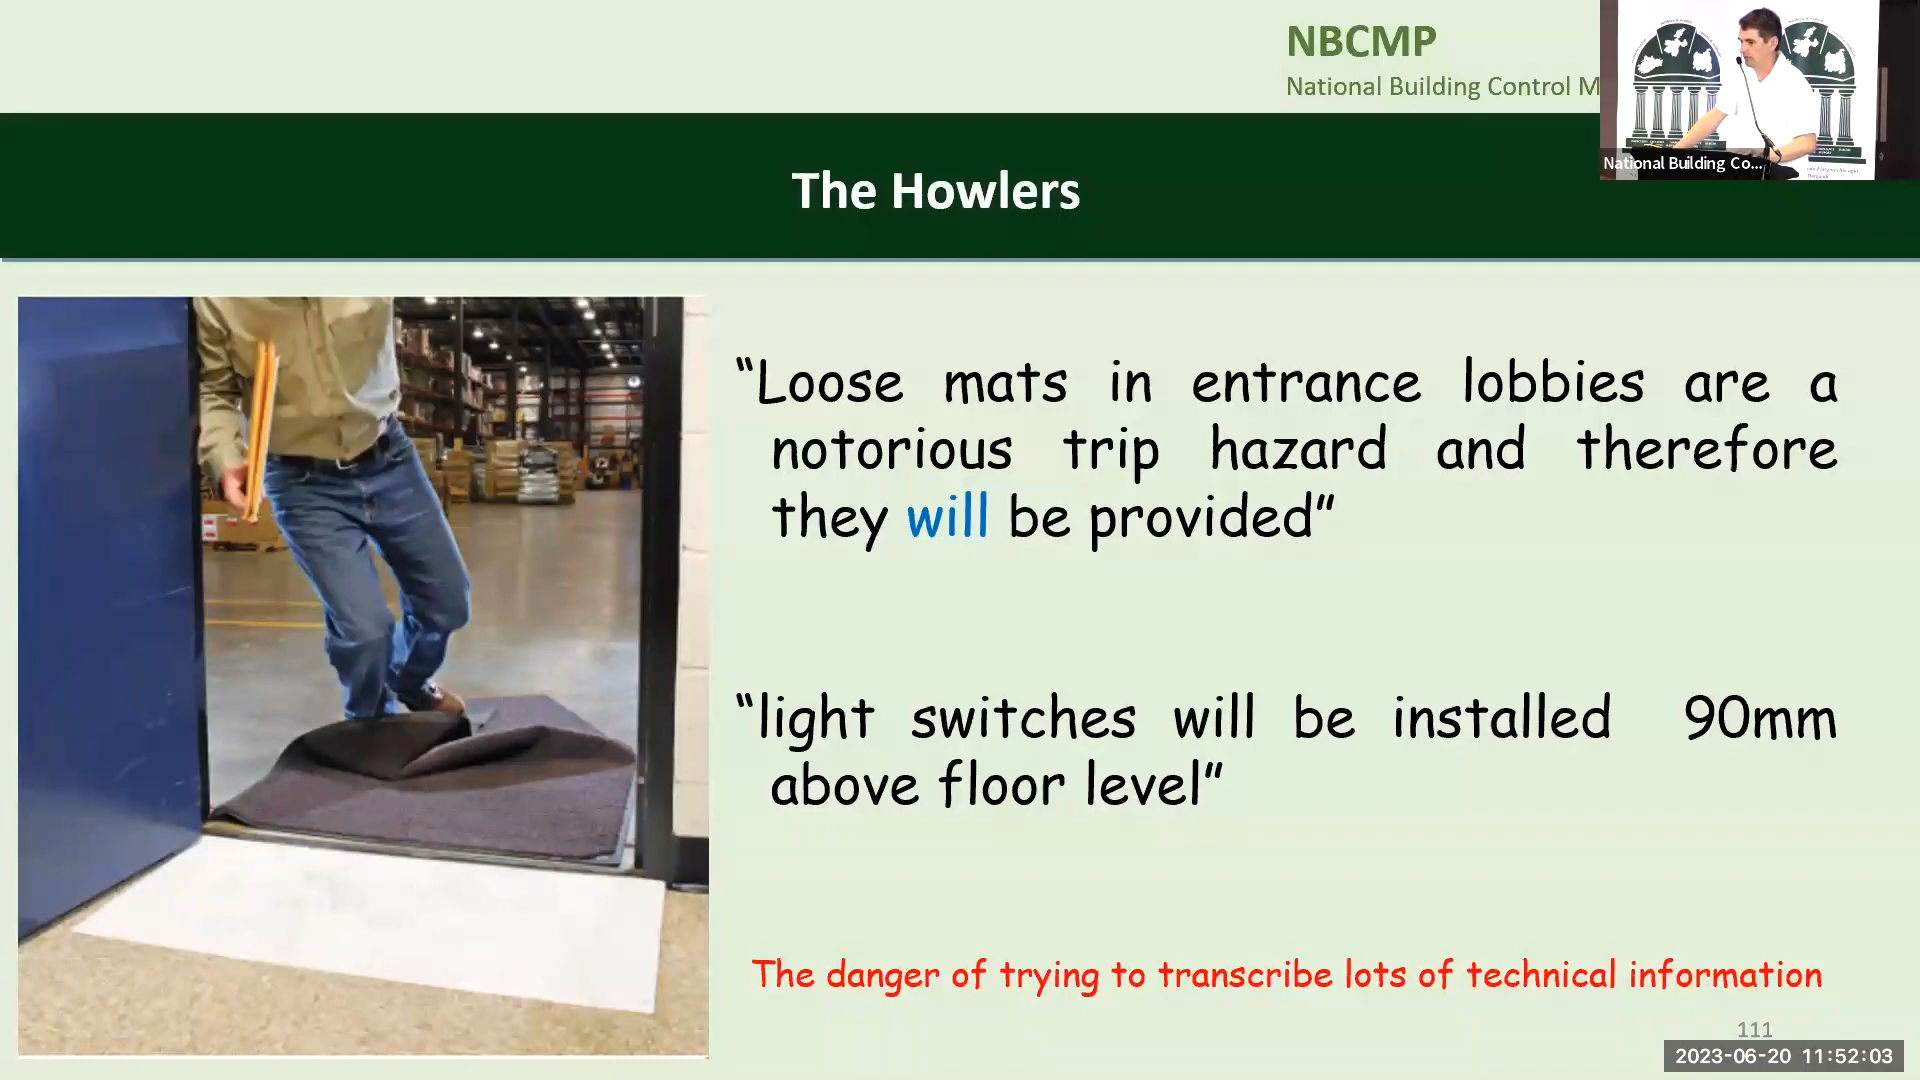 NBCMP
National Building Control M
National Building Co...
The Howlers
“Loose mats in entrance lobbies are a
notorious trip hazard and therefore
they will be provided”
“light switches will be installed 90mm
above floor level”
The danger of trying to transcribe lots of technical information
111
2023-06-20 11:52:03